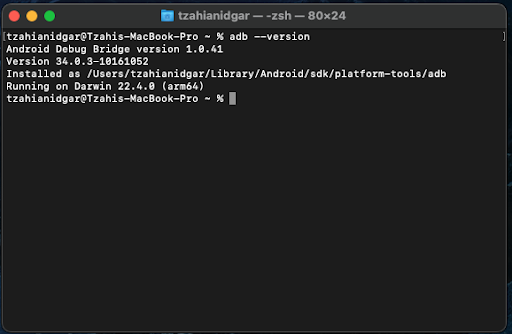 tzahianidgar — -zsh — 80×24
[tzahianidgar@Tzahis-MacBook-Pro ~ % adb --version ]
Android Debug Bridge version 1.0.41
Version 34.0.3-10161052
Installed as /Users/tzahianidgar/Library/Android/sdk/platform-tools/adb
Running on Darwin 22.4.0 (arm64)
tzahianidgar@Tzahis-MacBook-Pro ~ %